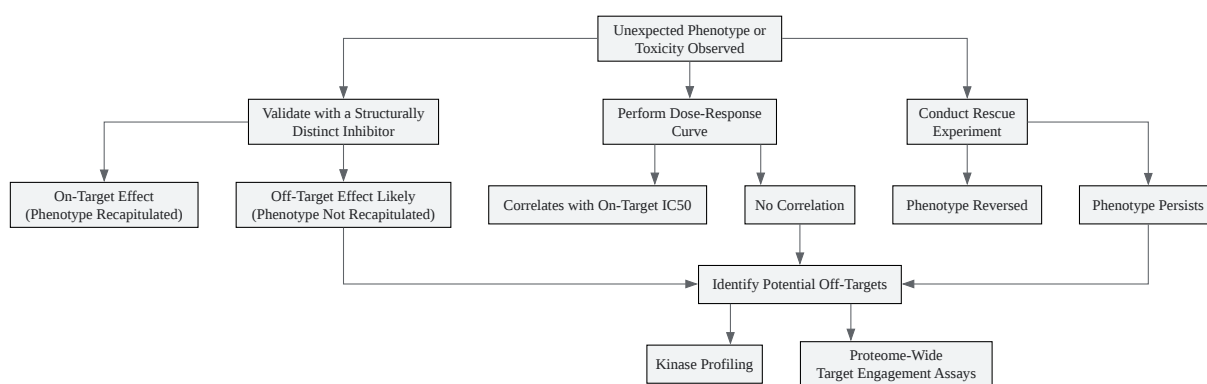 Unexpected Phenotype or
Toxicity Observed
Validate with a Structurally
Distinct Inhibitor
Perform Dose-Response
Curve
Conduct Rescue
Experiment
On-Target Effect
(Phenotype Recapitulated)
Off-Target Effect Likely
(Phenotype Not Recapitulated)
Correlates with On-Target IC50
No Correlation
Phenotype Reversed
Phenotype Persists
Identify Potential Off-Targets
Kinase Profiling
Proteome-Wide
Target Engagement Assays